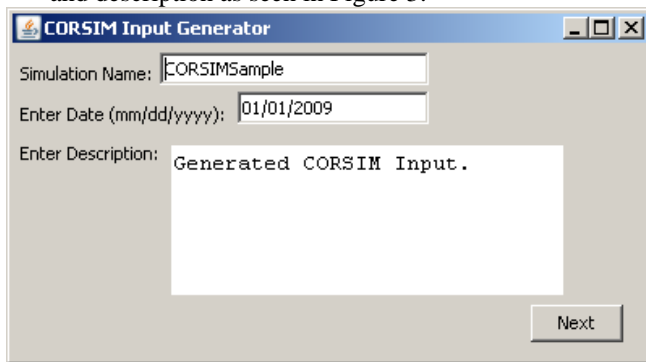 and description as seen in Figure 3.
CORSIM Input Generator
Simulation Name: CORSIMSample
Enter Date (mm/dd/yyyy): 01/01/2009
Enter Description: Generated CORSIM Input.
Next